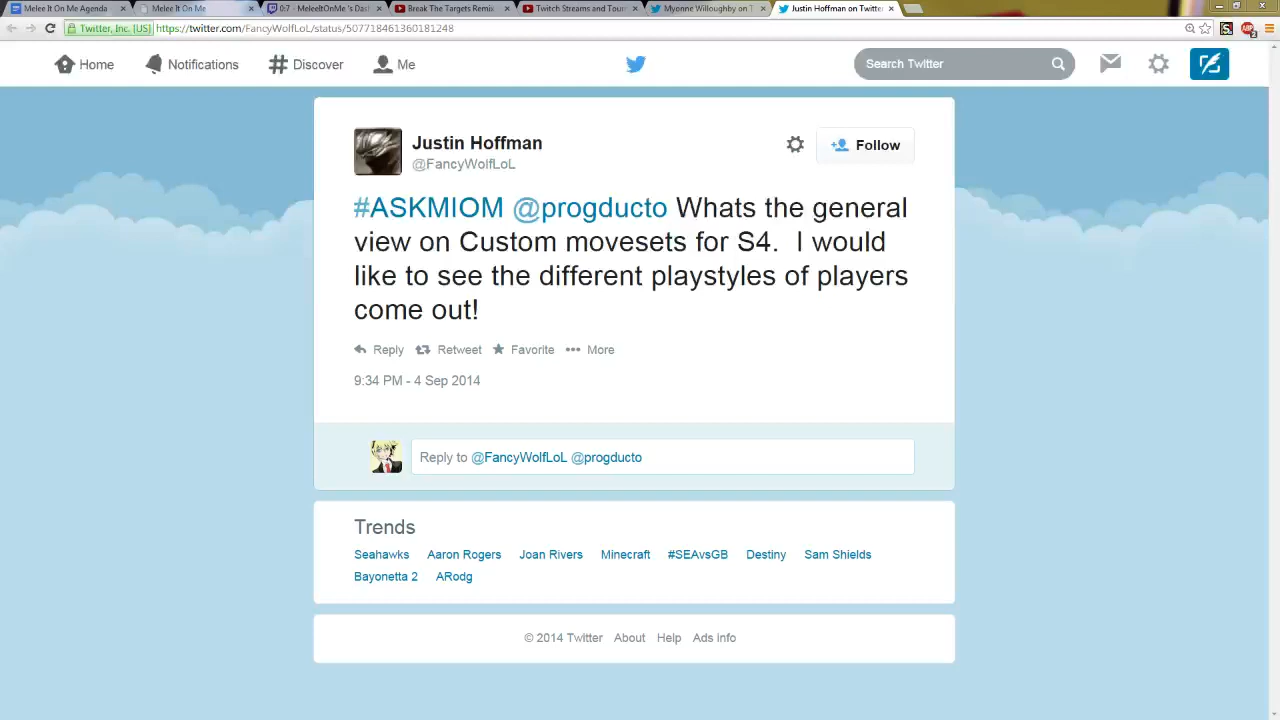 Melee It On Me Agenda
Melee It On Me
0:7 - MeleeItOnMe's Das
Break The Targets Remix
Twitch Streams and Tourn
Myonne Willoughby on T
Justin Hoffman on Twitter
Twitter, Inc. [US] https://twitter.com/FancyWolfLoL/status/507718461360181248
Home Notifications Discover Me
Search Twitter
Justin Hoffman
@FancyWolfLoL
Follow
#ASKMIOM @progducto Whats the general
view on Custom movesets for S4. I would
like to see the different playstyles of players
come out!
Reply Retweet Favorite More
9:34 PM - 4 Sep 2014
Reply to @FancyWolfLoL @progducto
Trends
Seahawks Aaron Rogers Joan Rivers Minecraft #SEAvsGB Destiny Sam Shields
Bayonetta 2 ARodg
© 2014 Twitter About Help Ads info